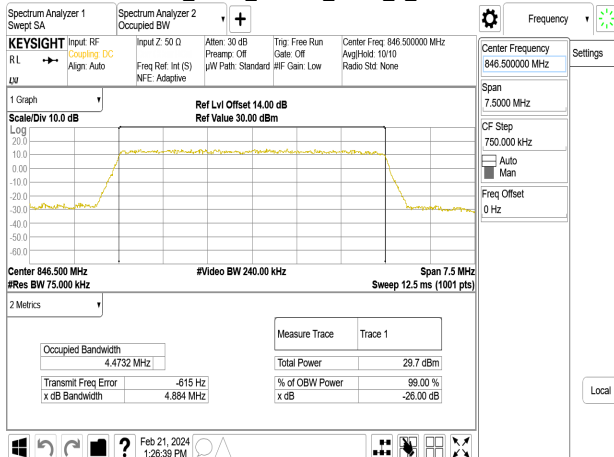 Spectrum Analyzer 1
Swept SA
Spectrum Analyzer 2
Occupied BW
+
Frequency
KEYSIGHT
R L
Input: RF
Coupling: DC
Align: Auto
Input Z: 50 Ω
Freq Ref: Int (S)
NFE: Adaptive
Atten: 30 dB
Preamp: Off
µW Path: Standard
Trig: Free Run
Gate: Off
#IF Gain: Low
Center Freq: 846.500000 MHz
Avg|Hold: 10/10
Radio Std: None
Center Frequency
846.500000 MHz
Settings
Span
7.5000 MHz
CF Step
750.000 kHz
Auto
Man
Freq Offset
0 Hz
Local
1 Graph
Scale/Div 10.0 dB
Ref Lvl Offset 14.00 dB
Ref Value 30.00 dBm
Log
20.0
10.0
0.00
-10.0
-20.0
-30.0
-40.0
-50.0
-60.0
Center 846.500 MHz
#Video BW 240.00 kHz
Span 7.5 MHz
#Res BW 75.000 kHz
Sweep 12.5 ms (1001 pts)
2 Metrics
Measure Trace
Trace 1
Occupied Bandwidth
4.4732 MHz
Total Power
29.7 dBm
Transmit Freq Error
-615 Hz
% of OBW Power
99.00 %
x dB Bandwidth
4.884 MHz
x dB
-26.00 dB
?
Feb 21, 2024
1:26:39 PM